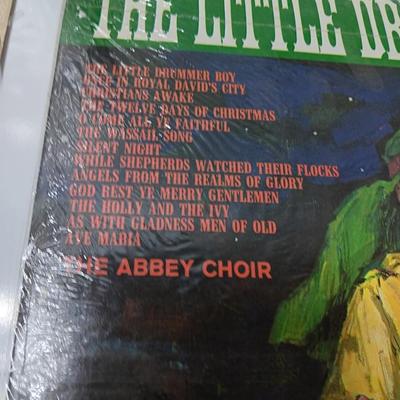 THE LITTLE DR
THE LITTLE DRUMMER BOY
ONCE IN ROYAL DAVID'S CITY
CHRISTIANS AWAKE
THE TWELVE DAYS OF CHRISTMAS
O COME ALL YE FAITHFUL
THE WASSAIL SONG
SILENT NIGHT
WHILE SHEPHERDS WATCHED THEIR FLOCKS
ANGELS FROM THE REALMS OF GLORY
GOD REST YE MERRY GENTLEMEN
THE HOLLY AND THE IVY
AS WITH GLADNESS MEN OF OLD
AVE MARIA
THE ABBEY CHOIR